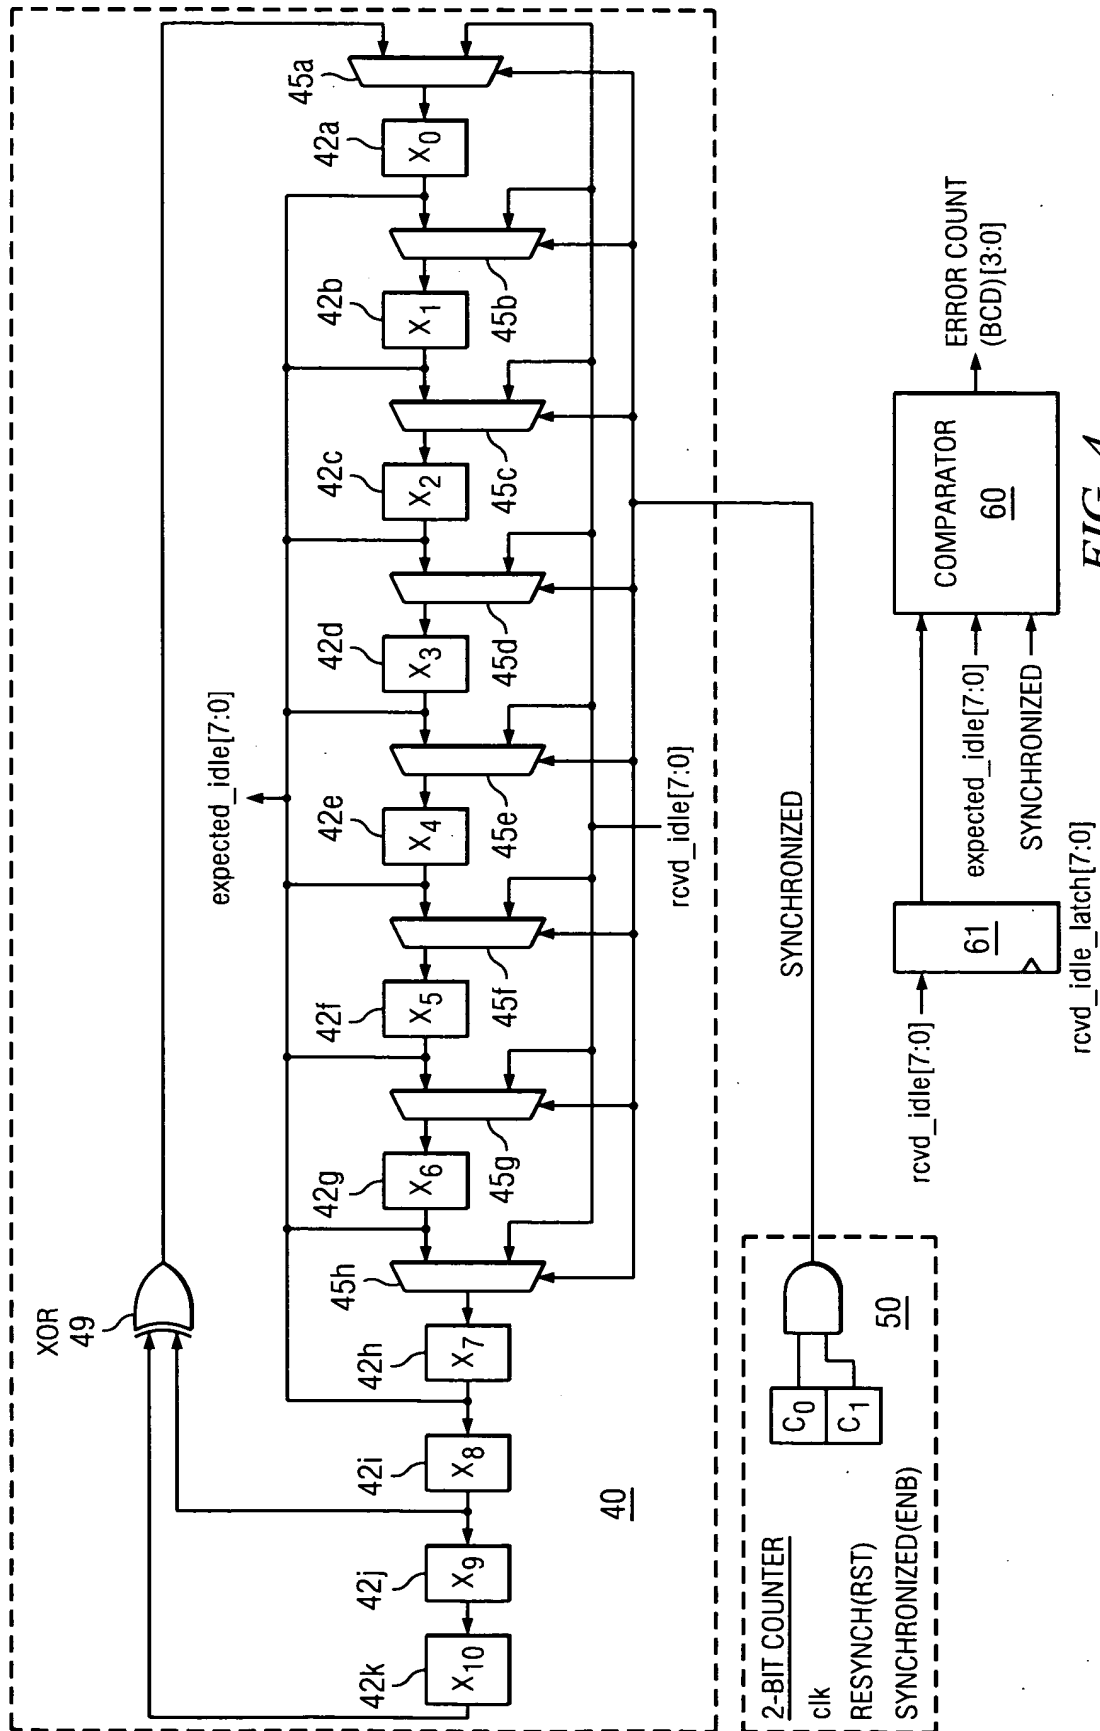 XOR
49
45a
42a
X0
45b
42b
X1
45c
42c
X2
45d
42d
X3
45e
42e
X4
45f
42f
X5
45g
42g
X6
45h
42h
X7
42i
X8
42j
X9
42k
X10
expected_idle[7:0]
rcvd_idle[7:0]
40
SYNCHRONIZED
2-BIT COUNTER
clk
RESYNCH(RST)
SYNCHRONIZED(ENB)
C0
C1
50
rcvd_idle[7:0]
61
rcvd_idle_latch[7:0]
expected_idle[7:0]
SYNCHRONIZED
COMPARATOR
60
ERROR COUNT
(BCD)[3:0]
FIG. 4